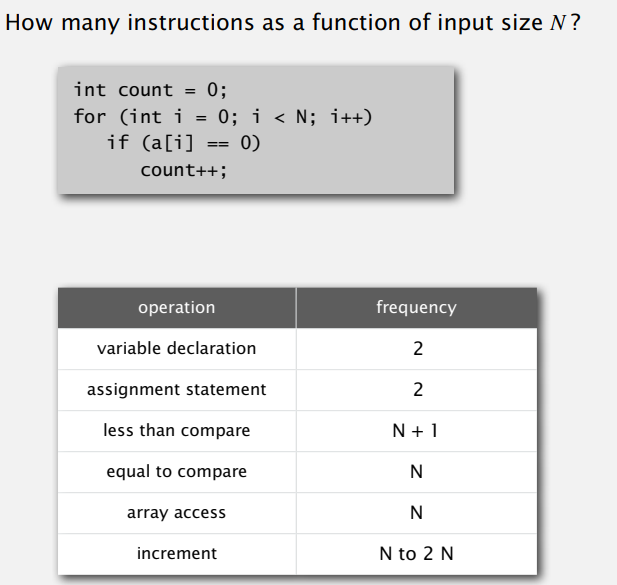 How many instructions as a function of input size N?
int count = 0;
for (int i = 0; i < N; i++)
if (a[i] == 0)
count++;
operation frequency
variable declaration 2
assignment statement 2
less than compare N + 1
equal to compare N
array access N
increment N to 2 N